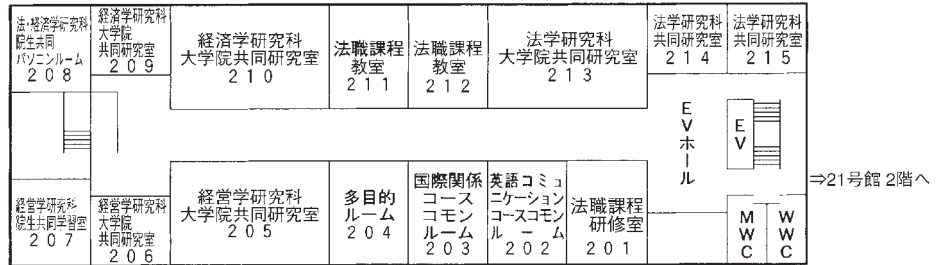 法・経済学研究科
院生共同
パソコンルーム
208
経済学研究科
大学院
共同研究室
209
経済学研究科
大学院共同研究室
210
法職課程
教室
211
法職課程
教室
212
法学研究科
大学院共同研究室
213
法学研究科
共同研究室
214
法学研究科
共同研究室
215
EVホール
EV
⇒21号館 2階へ
経営学研究科
院生共同学習室
207
経営学研究科
大学院
共同研究室
206
経営学研究科
大学院共同研究室
205
多目的
ルーム
204
国際関係
コース
コモン
ルーム
203
英語コミュ
ニケーション
コースコモン
ルーム
202
法職課程
研修室
201
MWC
WWC